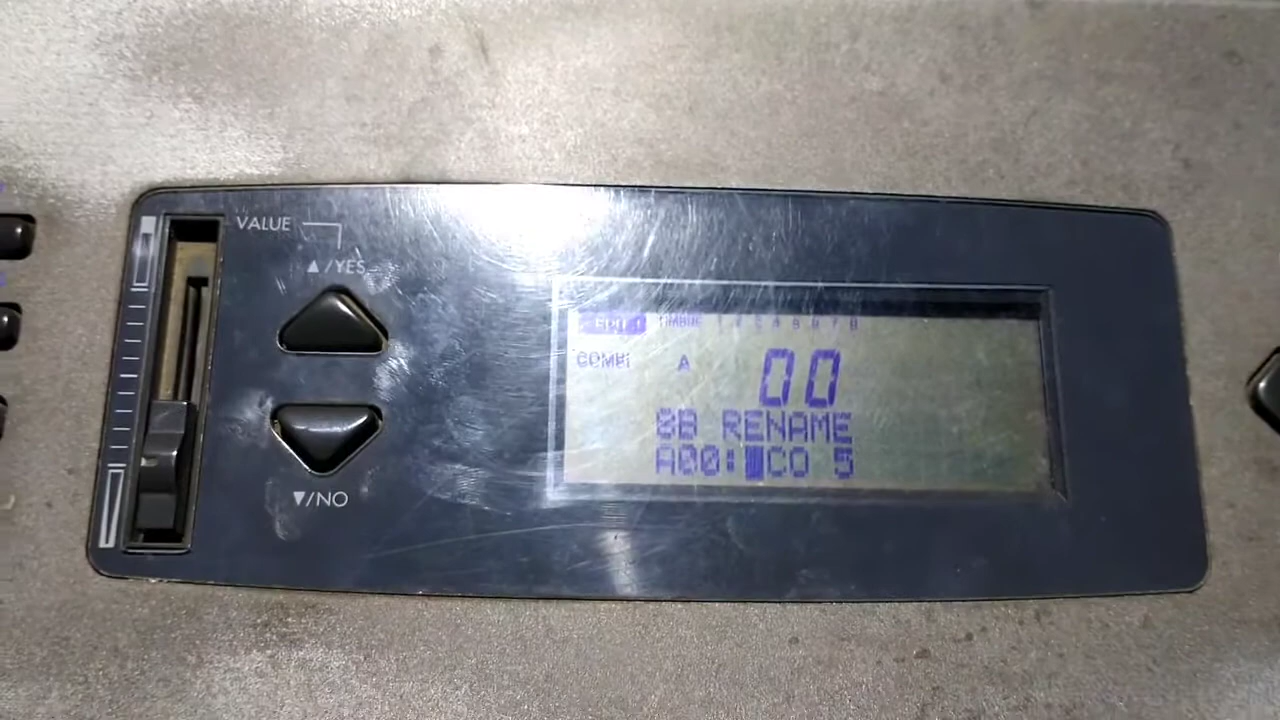 VALUE
▲/YES
▼/NO
COMBI A 00
8B RENAME
A00: CO 5